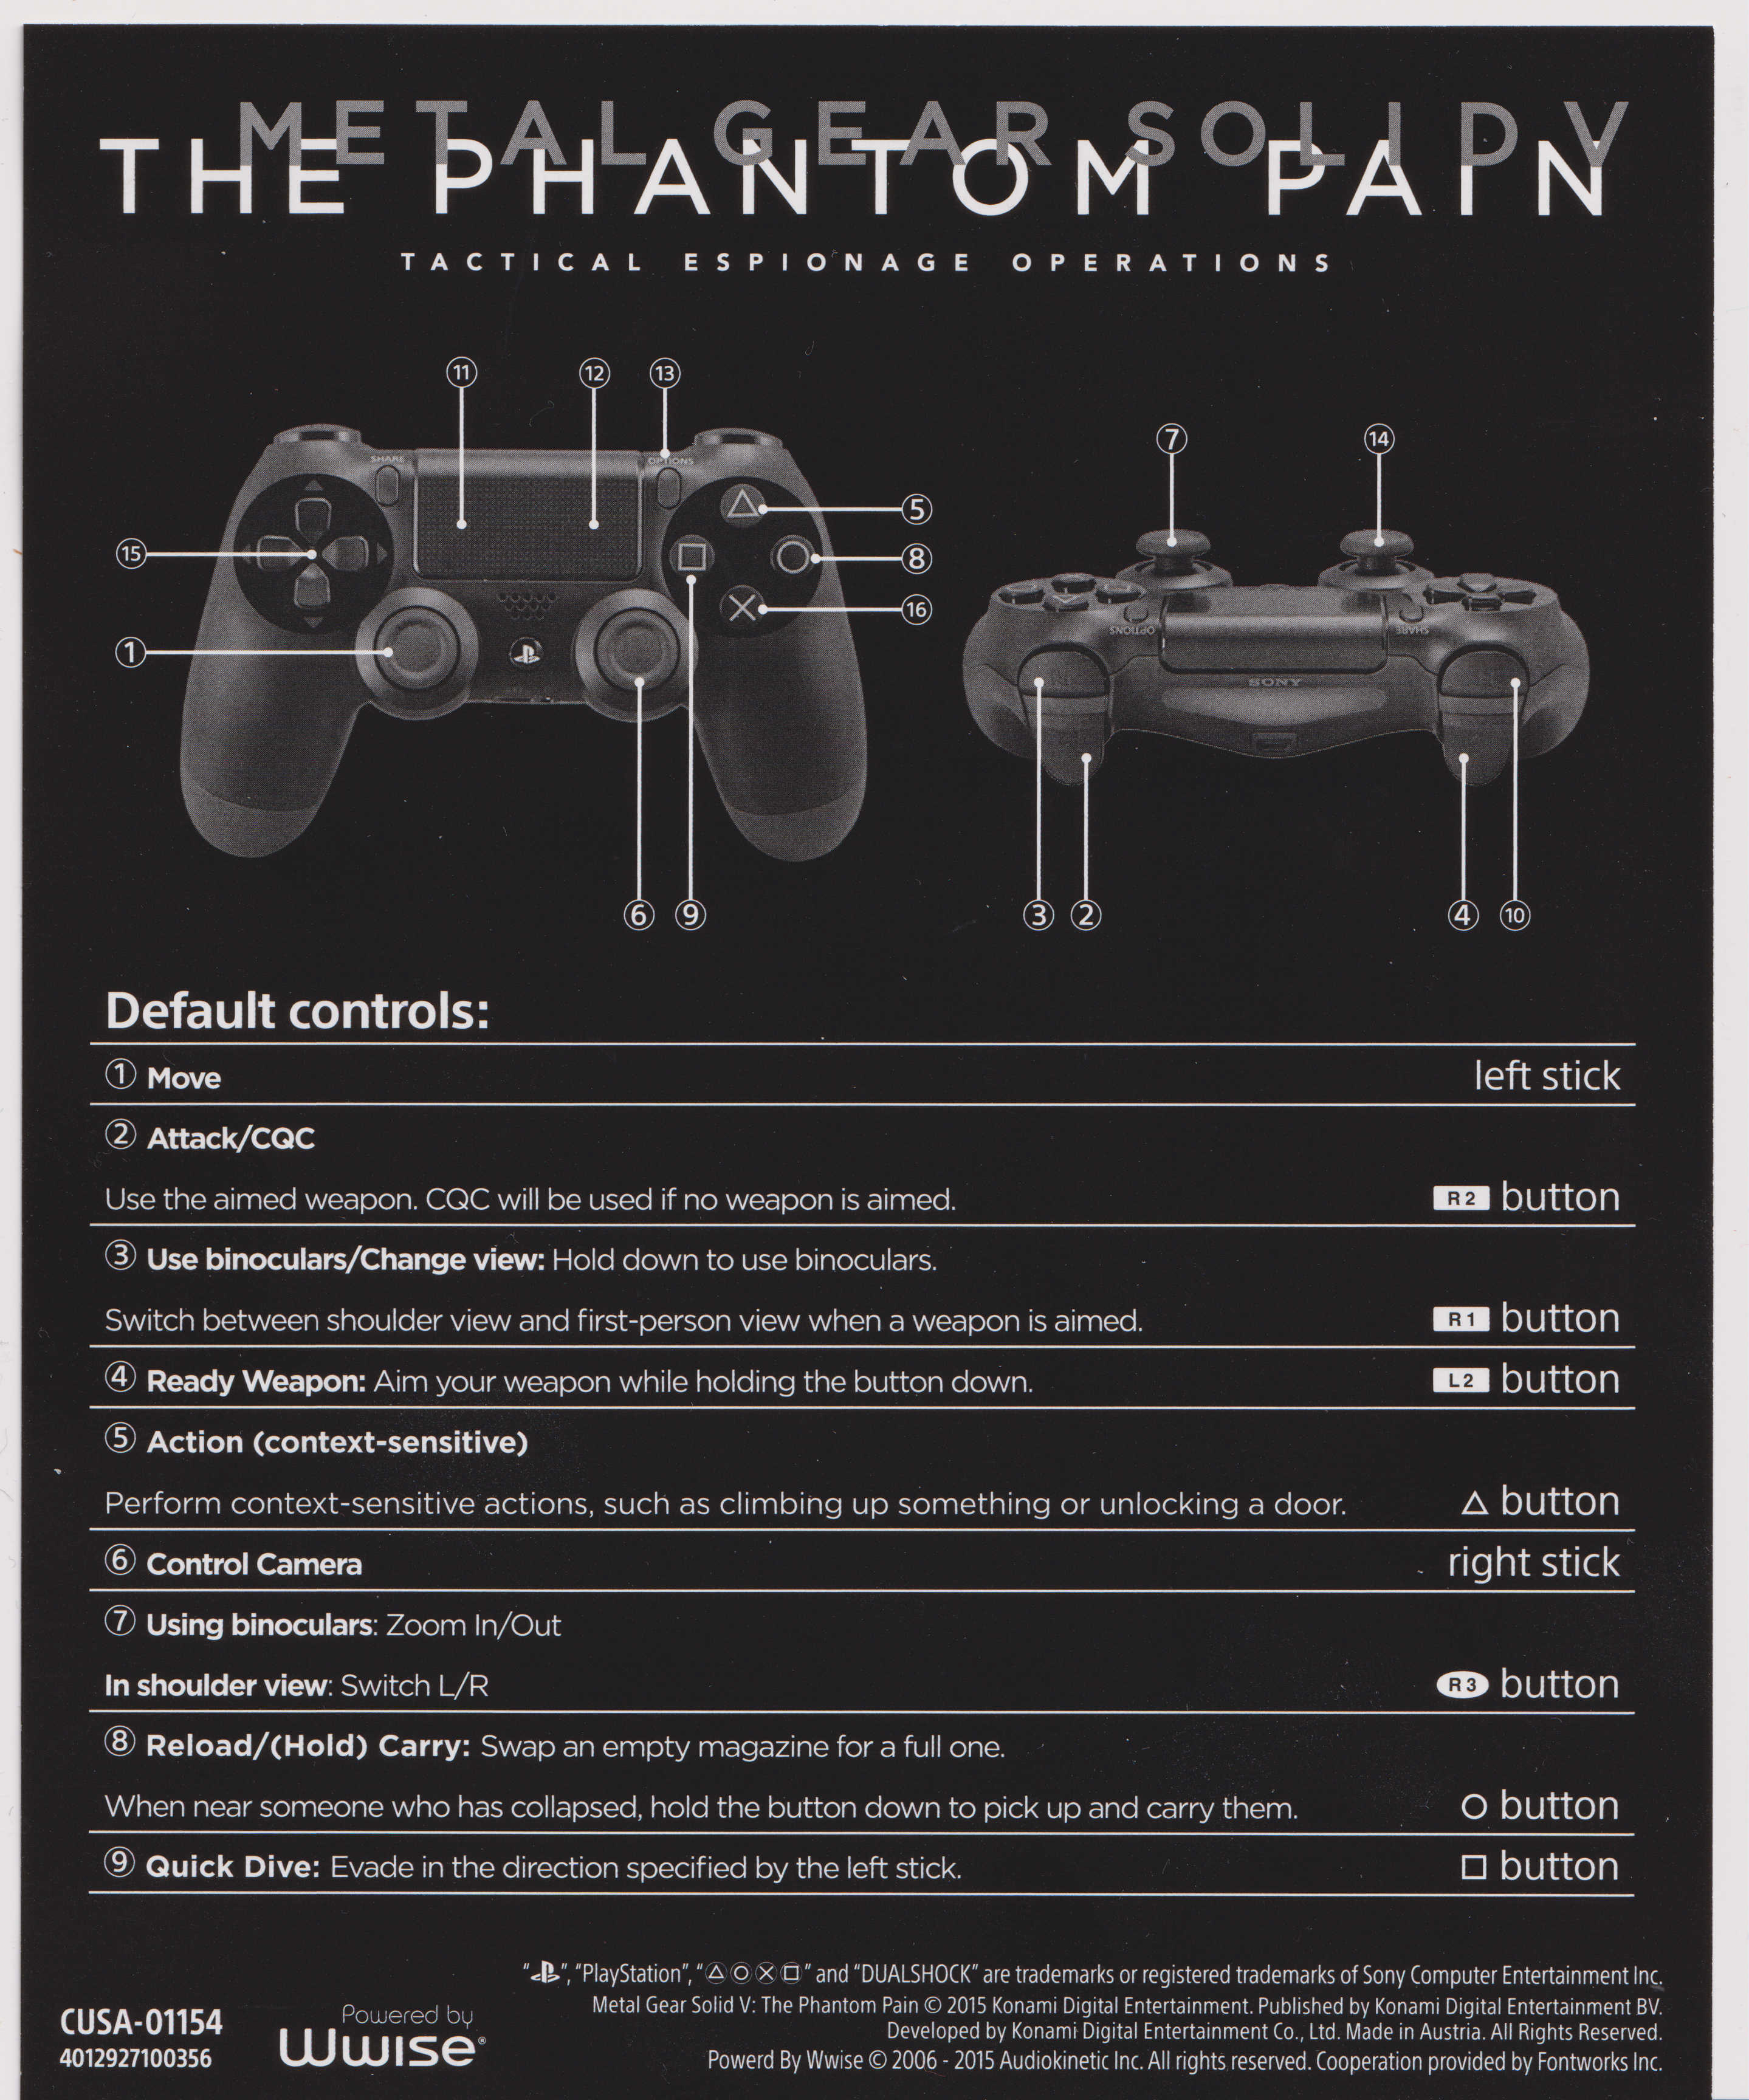 METAL GEAR SOLID V
THE PHANTOM PAIN
TACTICAL ESPIONAGE OPERATIONS
11 12 13
7 14
SHARE OPTIONS
5
15
8
16
1
OPTIONS SHARE
SONY
6 9 3 2 4 10
Default controls:
① Move left stick
② Attack/CQC
Use the aimed weapon. CQC will be used if no weapon is aimed. R2 button
③ Use binoculars/Change view: Hold down to use binoculars.
Switch between shoulder view and first-person view when a weapon is aimed. R1 button
④ Ready Weapon: Aim your weapon while holding the button down. L2 button
⑤ Action (context-sensitive)
Perform context-sensitive actions, such as climbing up something or unlocking a door. △ button
⑥ Control Camera right stick
⑦ Using binoculars: Zoom In/Out
In shoulder view: Switch L/R R3 button
⑧ Reload/(Hold) Carry: Swap an empty magazine for a full one.
When near someone who has collapsed, hold the button down to pick up and carry them. ○ button
⑨ Quick Dive: Evade in the direction specified by the left stick. □ button
"PS", "PlayStation", "△○✕□" and "DUALSHOCK" are trademarks or registered trademarks of Sony Computer Entertainment Inc.
Metal Gear Solid V: The Phantom Pain © 2015 Konami Digital Entertainment. Published by Konami Digital Entertainment BV.
Developed by Konami Digital Entertainment Co., Ltd. Made in Austria. All Rights Reserved.
Powerd By Wwise © 2006 - 2015 Audiokinetic Inc. All rights reserved. Cooperation provided by Fontworks Inc.
CUSA-01154
4012927100356
Powered by
Wwise®